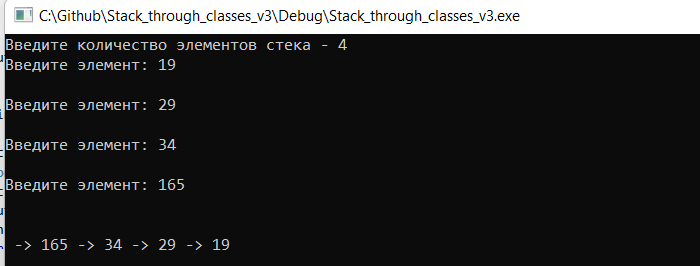 C:\Github\Stack_through_classes_v3\Debug\Stack_through_classes_v3.exe
Введите количество элементов стека - 4
Введите элемент: 19
Введите элемент: 29
Введите элемент: 34
Введите элемент: 165
-> 165 -> 34 -> 29 -> 19